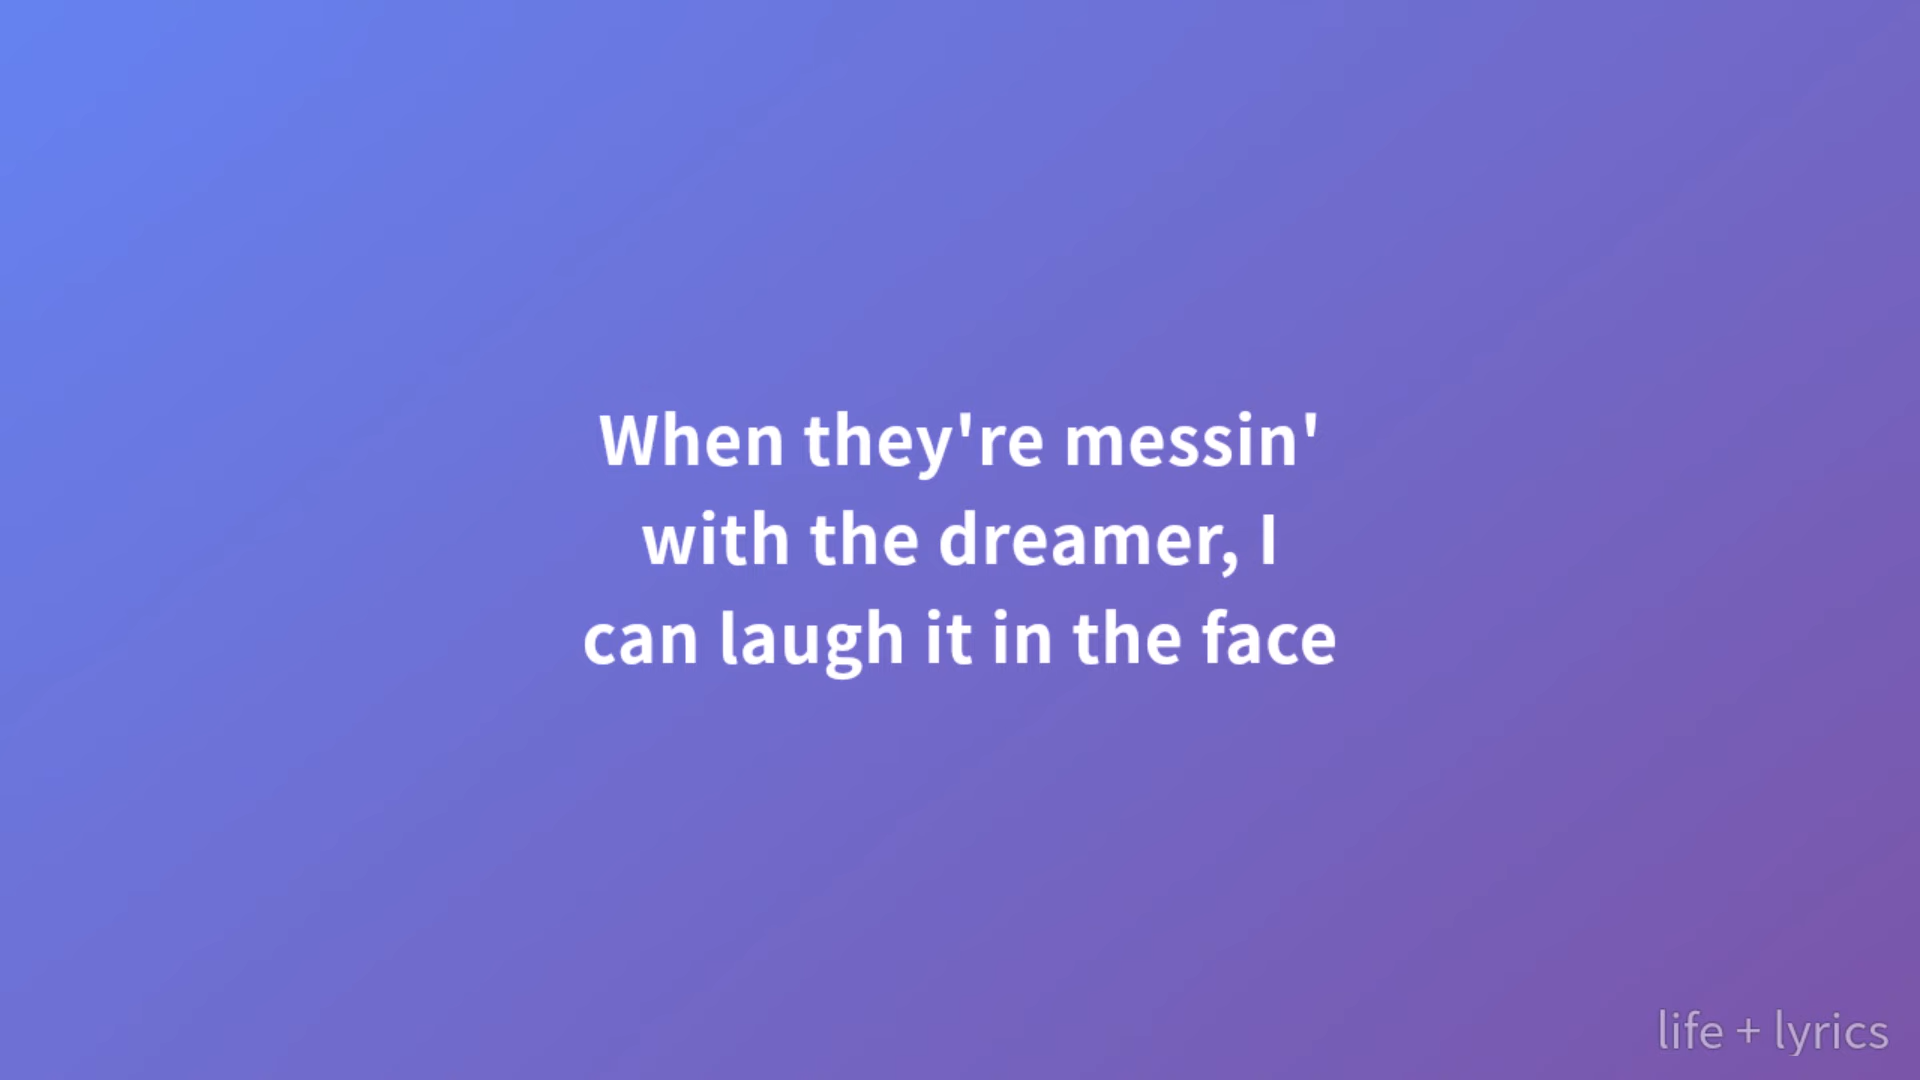 When they're messin'
with the dreamer, I
can laugh it in the face
life + lyrics